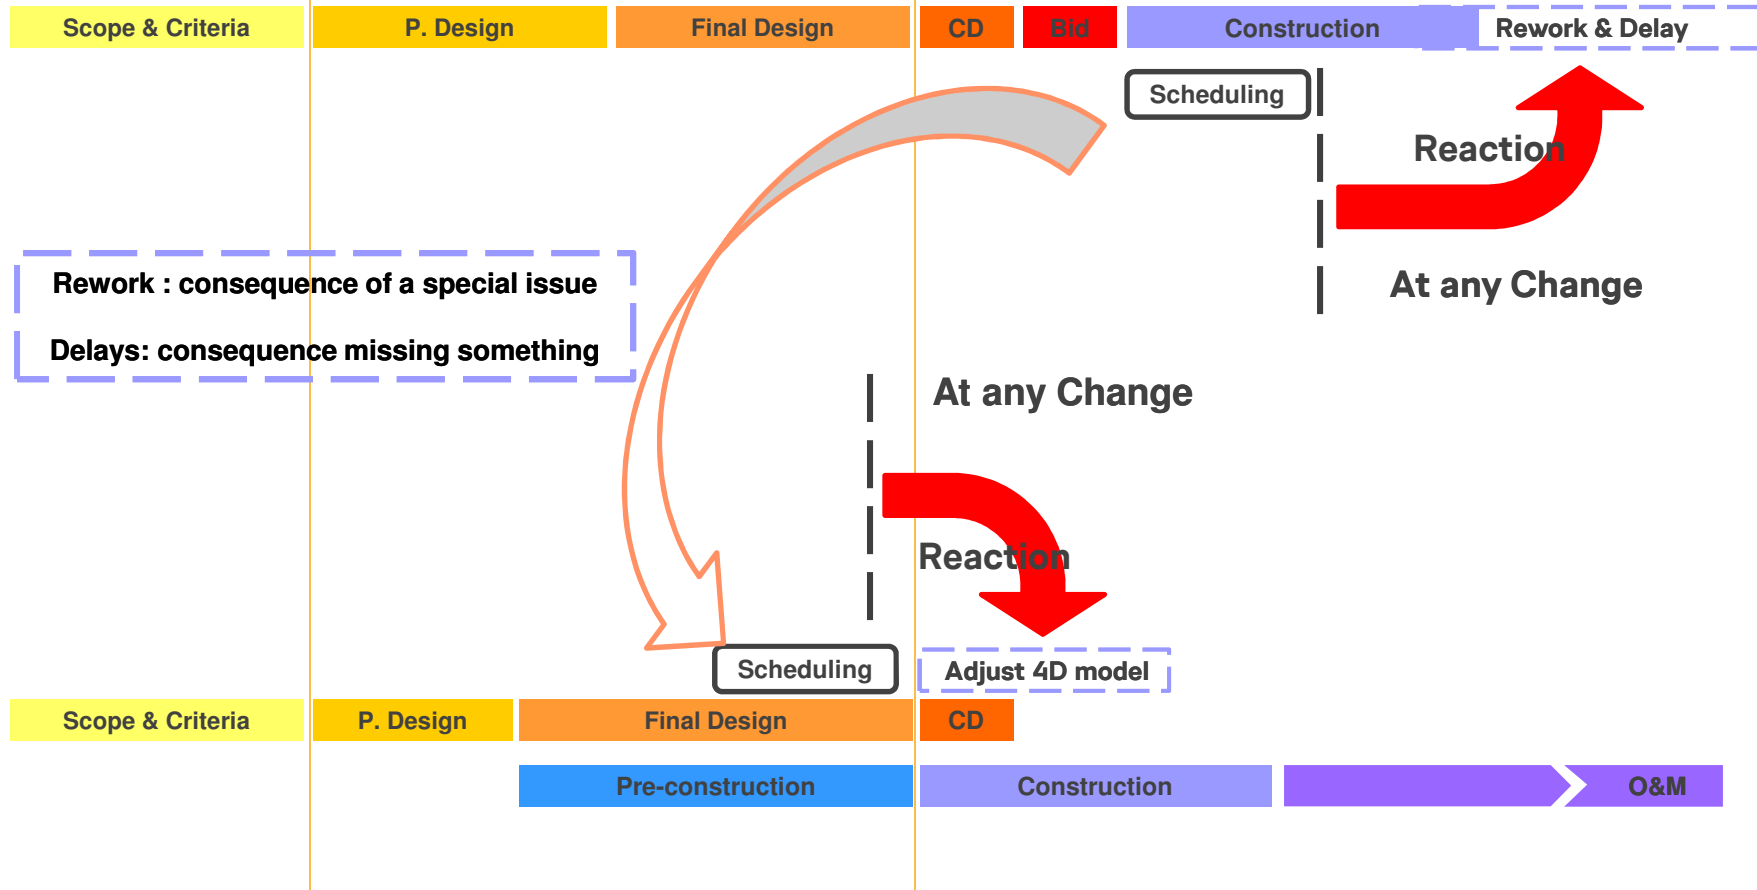 Scope & Criteria
P. Design
Final Design
CD
Bid
Construction
Rework & Delay
Scheduling
Reaction
At any Change
Rework : consequence of a special issue
Delays: consequence missing something
At any Change
Reaction
Scheduling
Adjust 4D model
Scope & Criteria
P. Design
Final Design
CD
Pre-construction
Construction
O&M